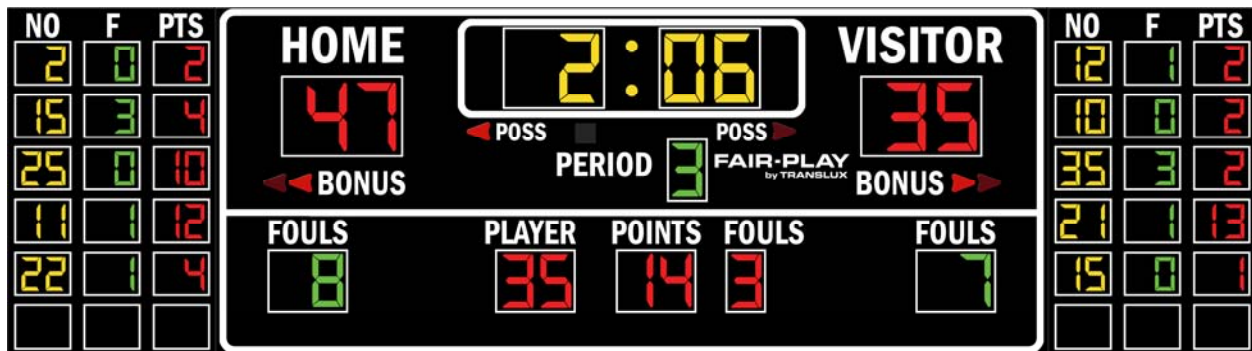 NO F PTS
2 0 2
15 3 4
25 0 10
11 1 12
22 1 4
HOME
47
2:06
VISITOR
35
POSS
POSS
PERIOD 3
FAIR-PLAY
by TRANSLUX
BONUS
BONUS
FOULS
8
PLAYER
35
POINTS
14
FOULS
3
FOULS
7
NO F PTS
12 1 2
10 0 2
35 3 2
21 1 13
15 0 1